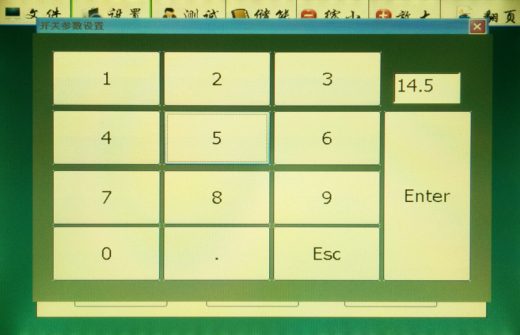 文件 设置 测试 储能 缩小 放大 翻页
开关参数设置
1 2 3 14.5
4 5 6
7 8 9 Enter
0 . Esc